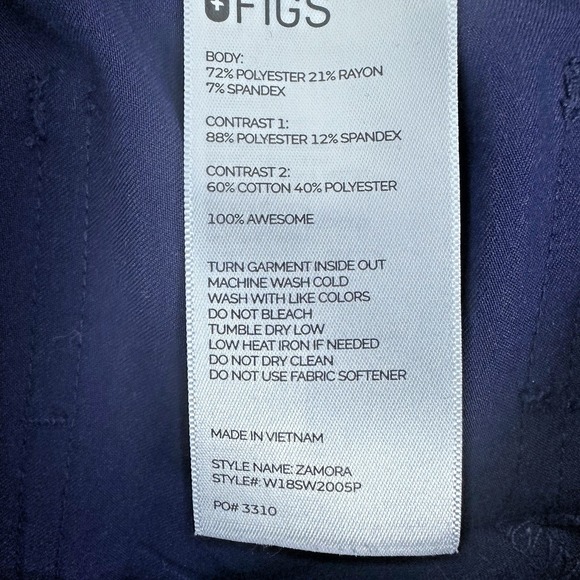 FIGS
BODY:
72% POLYESTER 21% RAYON
7% SPANDEX
CONTRAST 1:
88% POLYESTER 12% SPANDEX
CONTRAST 2:
60% COTTON 40% POLYESTER
100% AWESOME
TURN GARMENT INSIDE OUT
MACHINE WASH COLD
WASH WITH LIKE COLORS
DO NOT BLEACH
TUMBLE DRY LOW
LOW HEAT IRON IF NEEDED
DO NOT DRY CLEAN
DO NOT USE FABRIC SOFTENER
MADE IN VIETNAM
STYLE NAME: ZAMORA
STYLE#: W18SW2005P
PO# 3310